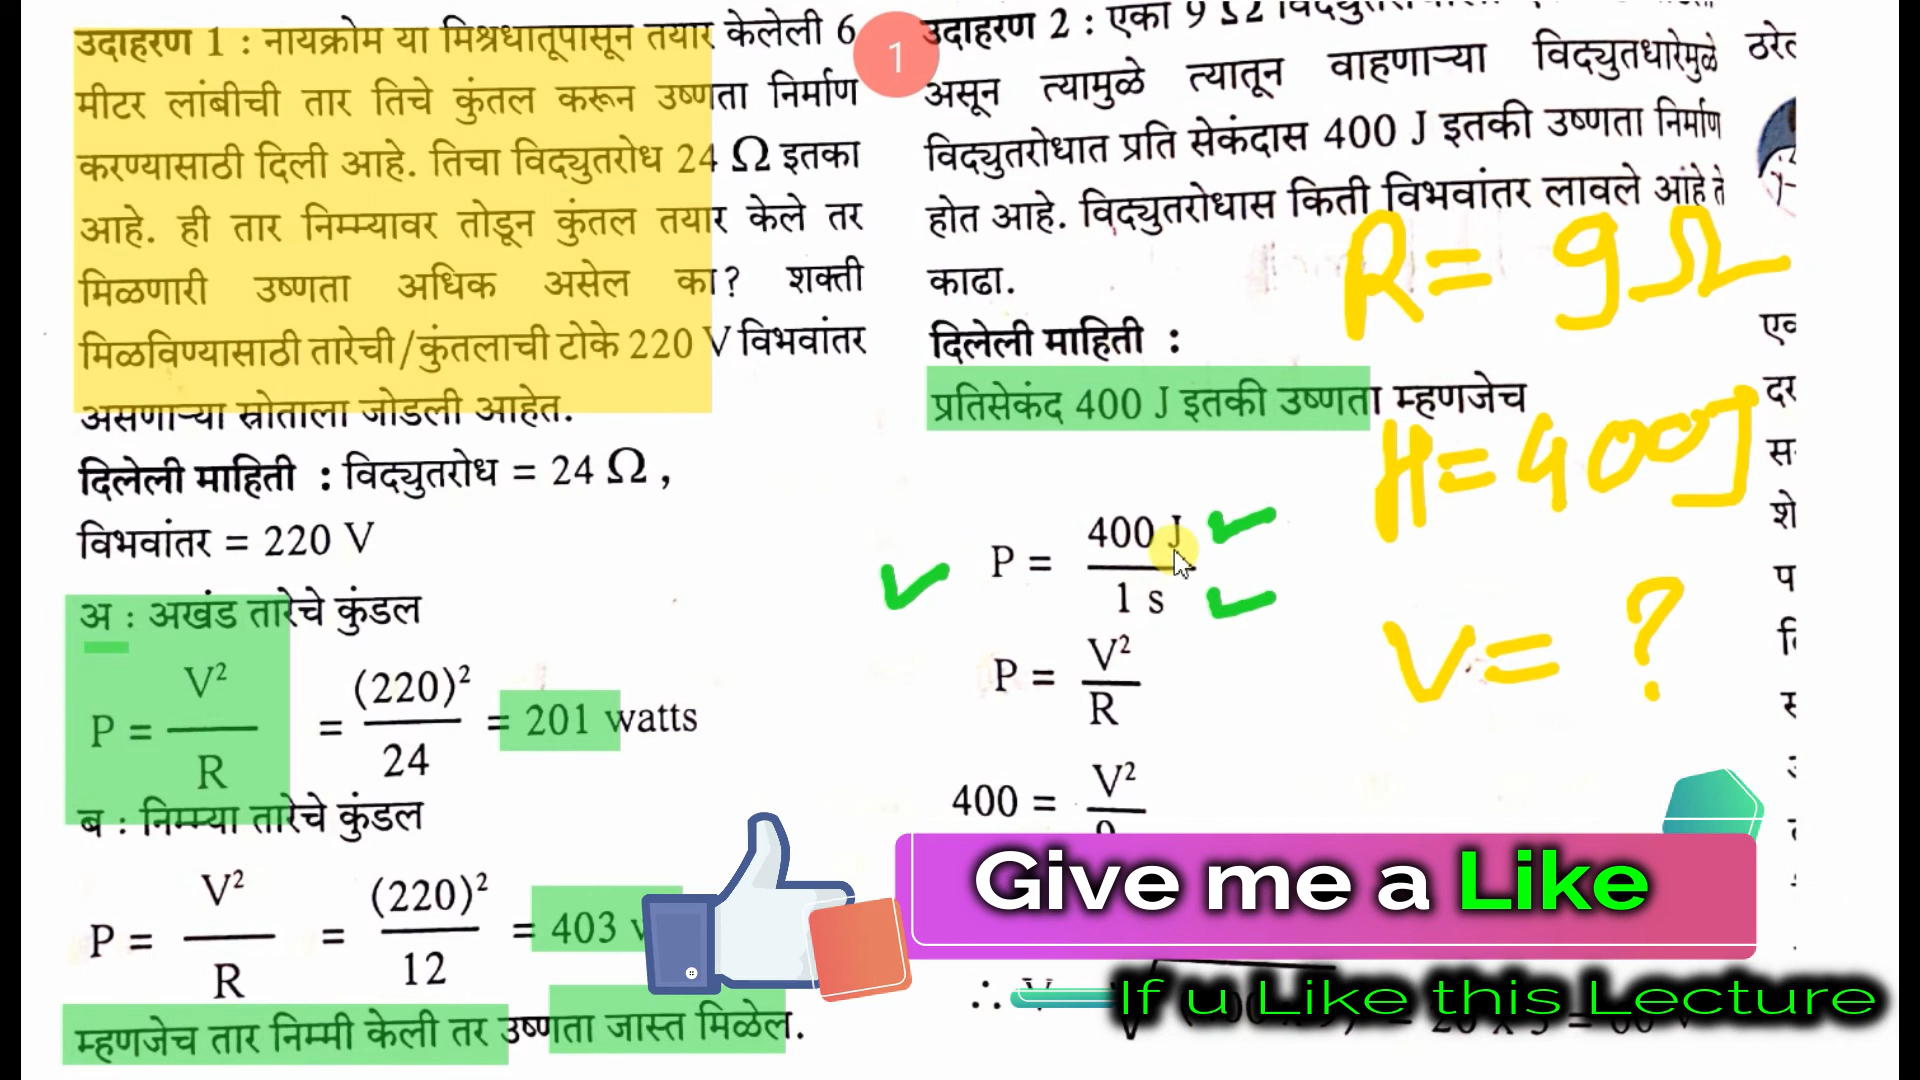 उदाहरण 1 : नायक्रोम या मिश्रधातूपासून तयार केलेली 6
मीटर लांबीची तार तिचे कुंतल करून उष्णता निर्माण
करण्यासाठी दिली आहे. तिचा विद्युतरोध 24 Ω इतका
आहे. ही तार निम्म्यावर तोडून कुंतल तयार केले तर
मिळणारी उष्णता अधिक असेल का? शक्ती
मिळविण्यासाठी तारेची/कुंतलाची टोके 220 V विभवांतर
असणाऱ्या स्रोताला जोडली आहेत.
दिलेली माहिती : विद्युतरोध = 24 Ω ,
विभवांतर = 220 V
अ : अखंड तारेचे कुंडल
P = V² / R = (220)² / 24 = 201 watts
ब : निम्म्या तारेचे कुंडल
P = V² / R = (220)² / 12 = 403
म्हणजेच तार निम्मी केली तर उष्णता जास्त मिळेल.
1
उदाहरण 2 : एका 9 Ω
असून त्यामुळे त्यातून वाहणाऱ्या विद्युतधारेमुळे
विद्युतरोधात प्रति सेकंदास 400 J इतकी उष्णता निर्माण
होत आहे. विद्युतरोधास किती विभवांतर लावले आहे ते
काढा.
दिलेली माहिती :
प्रतिसेकंद 400 J इतकी उष्णता म्हणजेच
P = 400 J / 1 s
P = V² / R
400 = V² / 9
R = 9 Ω
H = 400J
V = ?
Give me a Like
If u Like this Lecture